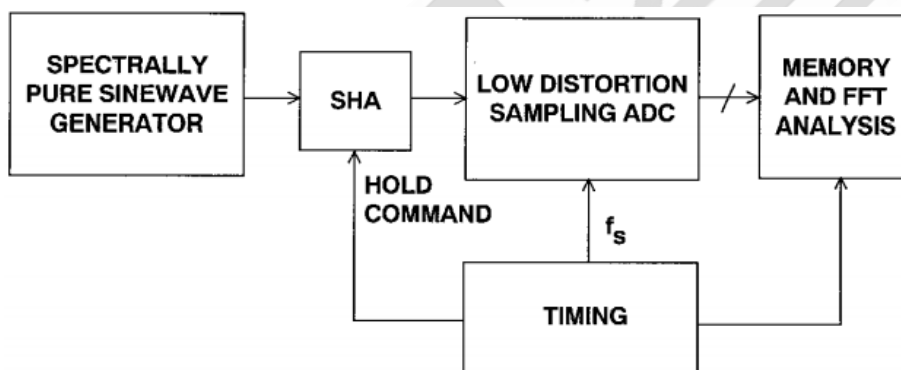 SPECTRALLY
PURE SINEWAVE
GENERATOR
SHA
LOW DISTORTION
SAMPLING ADC
MEMORY
AND FFT
ANALYSIS
HOLD
COMMAND
fs
TIMING